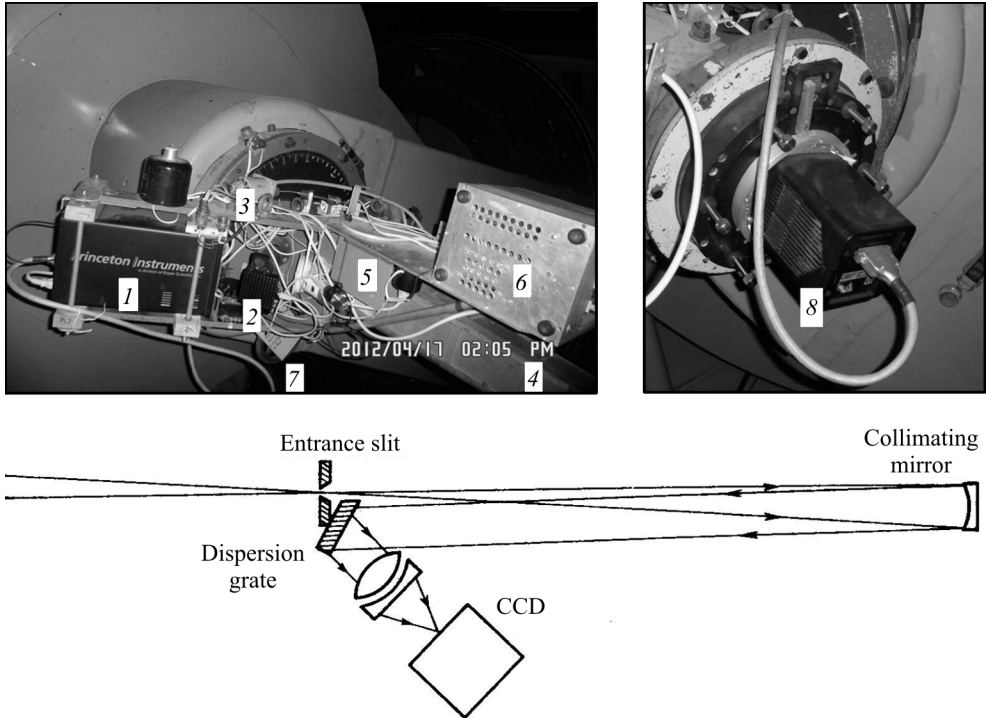 Princeton Instruments
1
2
3
4
5
6
7
8
2012/04/17 02:05 PM
Entrance slit
Collimating
mirror
Dispersion
grate
CCD